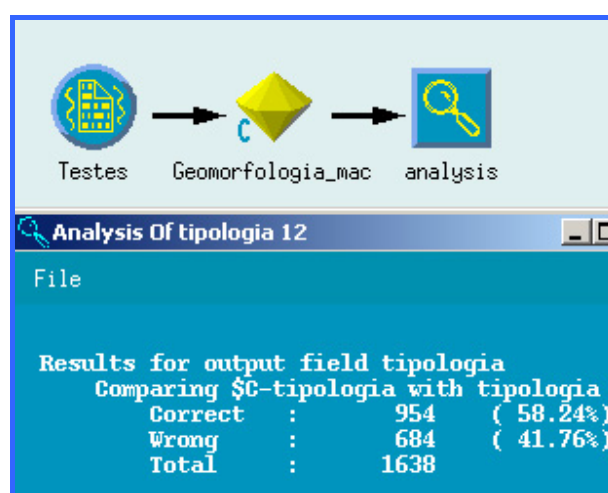 Testes Geomorfologia_mac analysis
C
Analysis Of tipologia 12
File
Results for output field tipologia
Comparing $C-tipologia with tipologia
Correct : 954 ( 58.24%)
Wrong : 684 ( 41.76%)
Total : 1638